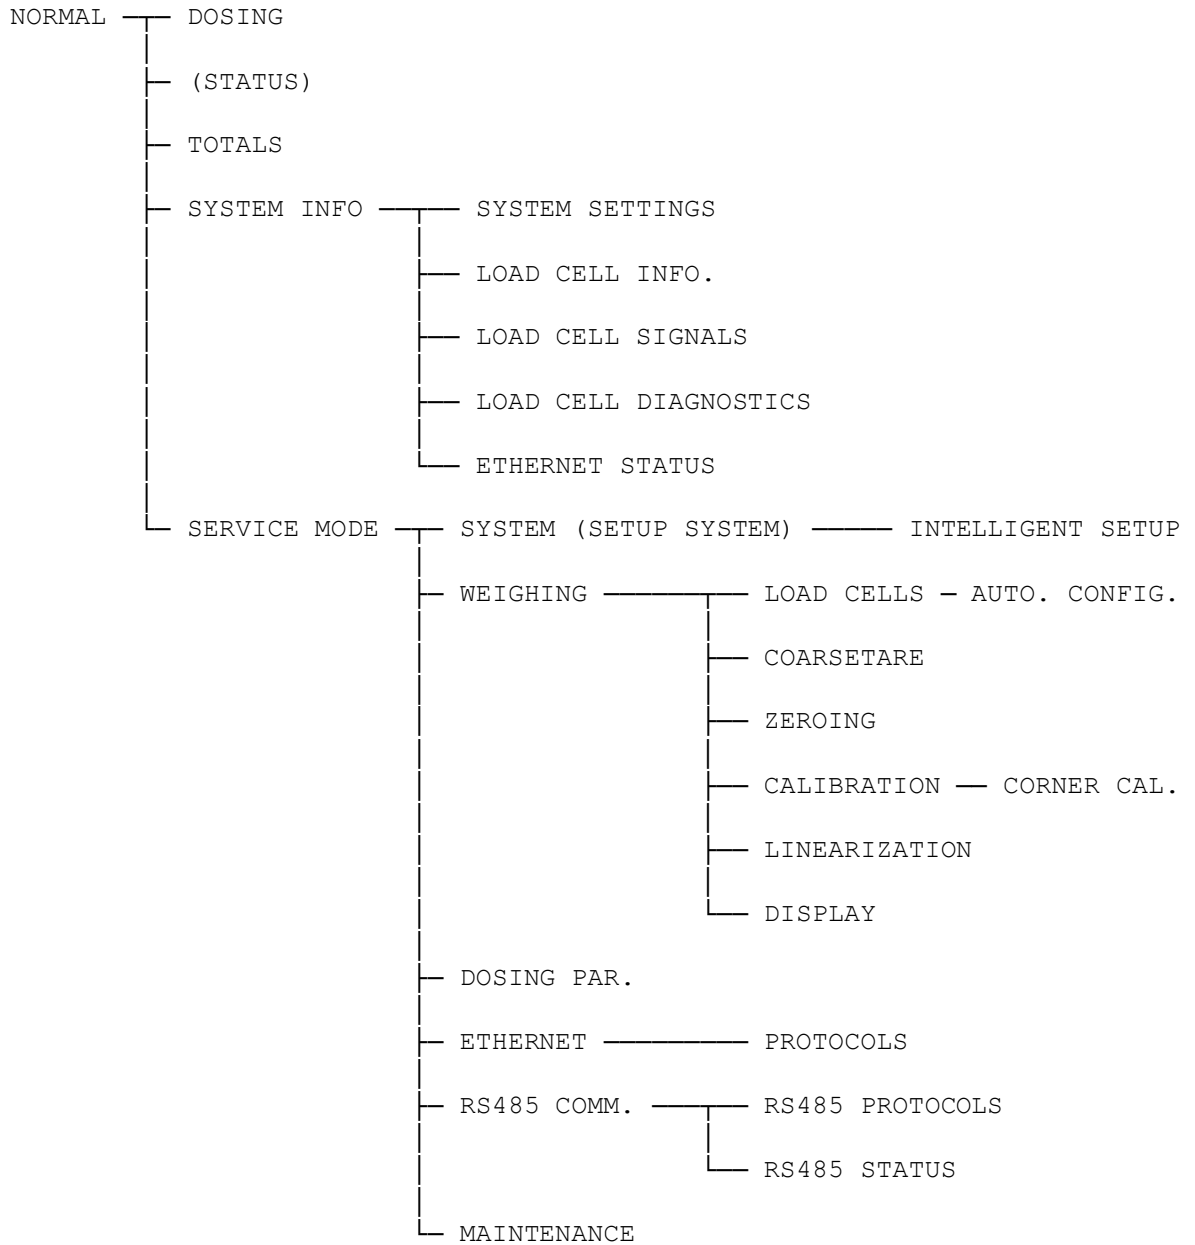 NORMAL DOSING
(STATUS)
TOTALS
SYSTEM INFO SYSTEM SETTINGS
LOAD CELL INFO.
LOAD CELL SIGNALS
LOAD CELL DIAGNOSTICS
ETHERNET STATUS
SERVICE MODE SYSTEM (SETUP SYSTEM) INTELLIGENT SETUP
WEIGHING LOAD CELLS AUTO. CONFIG.
COARSETARE
ZEROING
CALIBRATION CORNER CAL.
LINEARIZATION
DISPLAY
DOSING PAR.
ETHERNET PROTOCOLS
RS485 COMM. RS485 PROTOCOLS
RS485 STATUS
MAINTENANCE